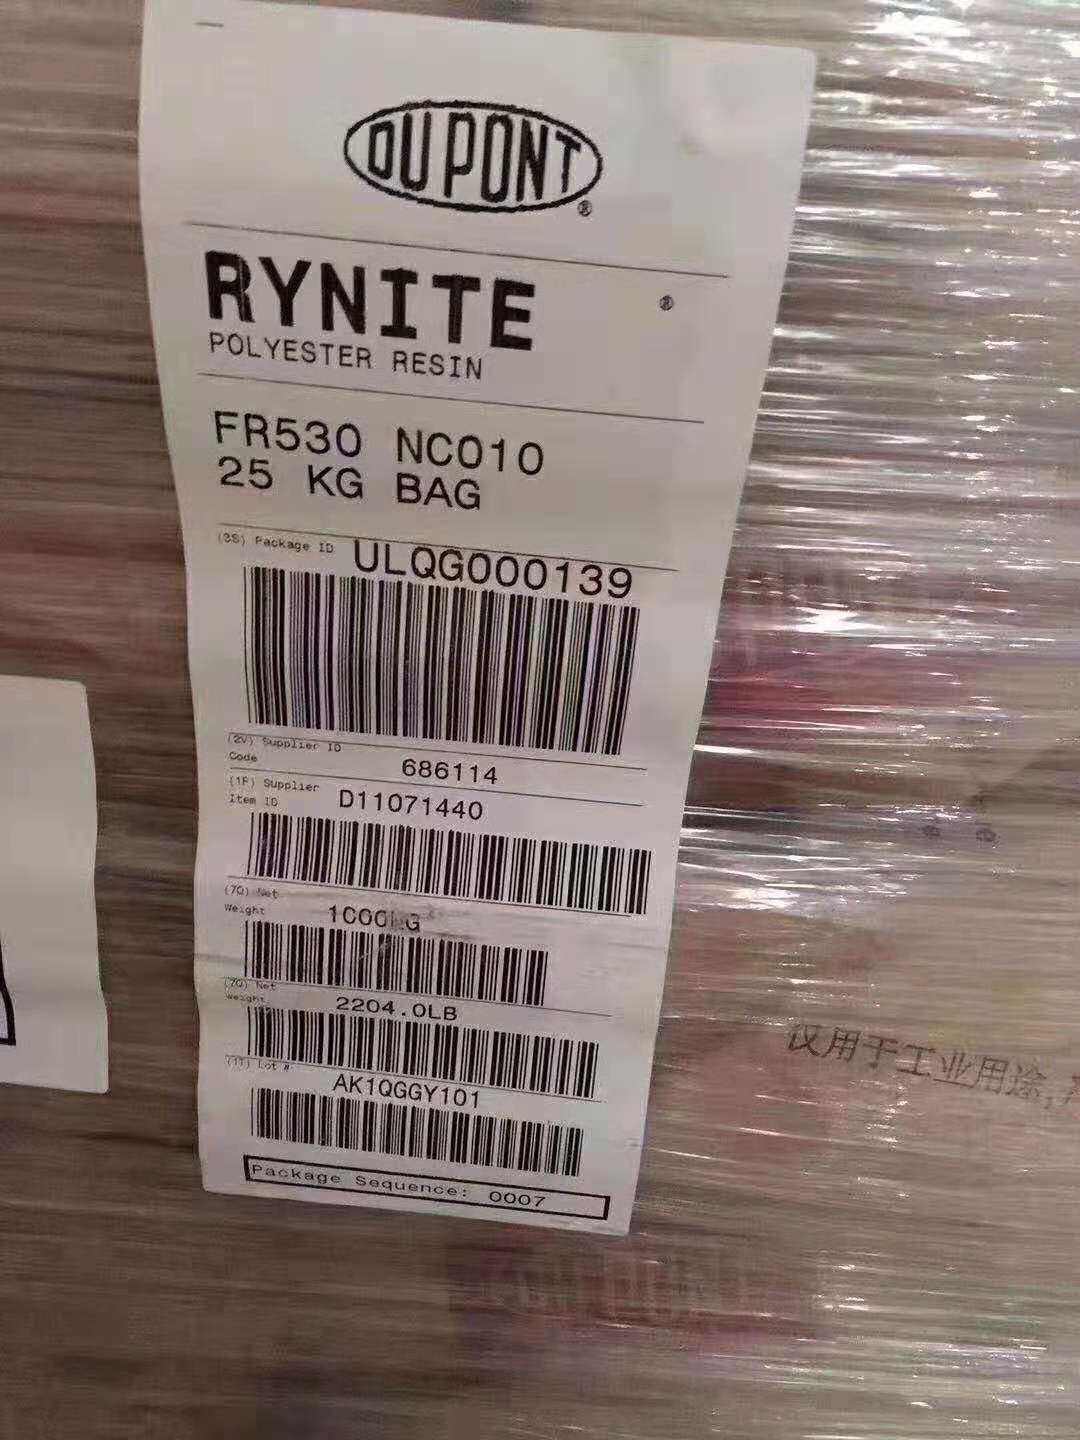 DUPONT
®
RYNITE ®
POLYESTER RESIN
FR530 NC010
25 KG BAG
(3S) Package ID ULQG000139
(2V) Supplier ID
Code 686114
(1P) Supplier
Item ID D11071440
(7Q) Net
Weight 1000KG
(7Q) Net
Weight 2204.0LB
(1T) Lot # AK1QGGY101
Package Sequence: 0007
仅用于工业用途,